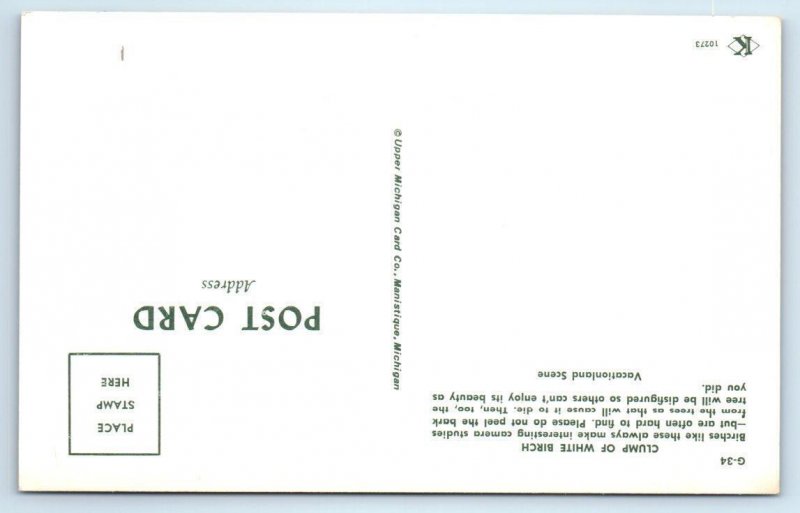 G-34
CLUMP OF WHITE BIRCH
Birches like these always make interesting camera studies
—but are often hard to find. Please do not peel the bark
from the trees as that will cause it to die. Then, too, the
tree will be disfigured so others can't enjoy its beauty as
you did.
Vacationland Scene
PLACE
STAMP
HERE
POST CARD
Address
© Upper Michigan Card Co., Manistique, Michigan
K
10273